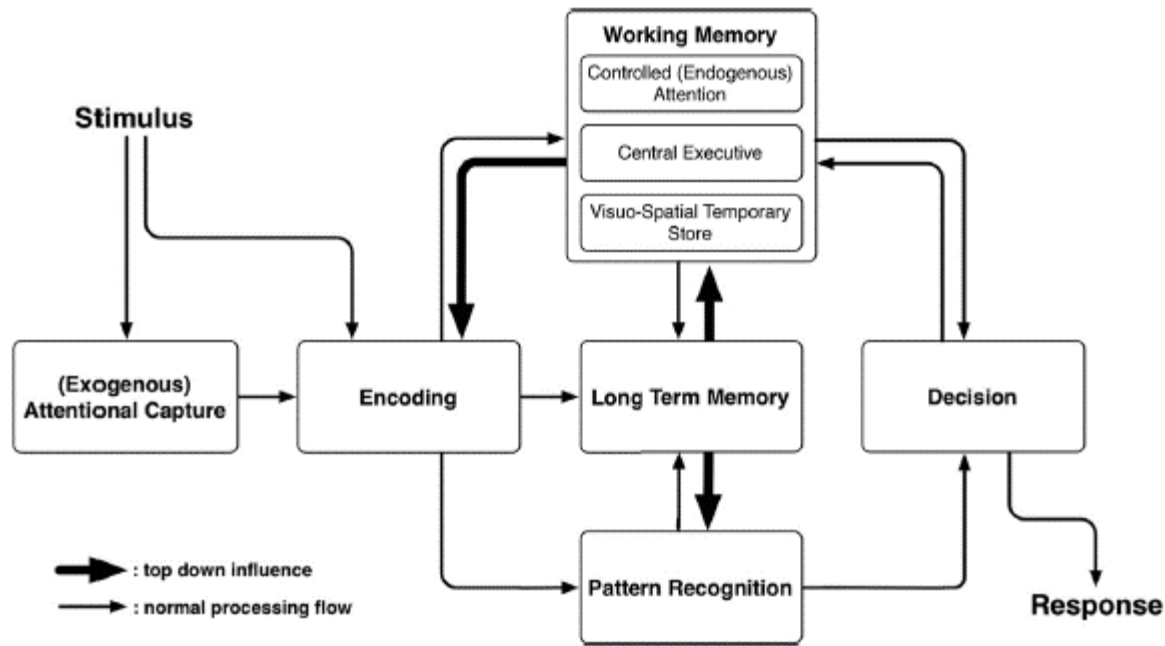 Working Memory
Controlled (Endogenous)
Attention
Stimulus
Central Executive
Visuo-Spatial Temporary
Store
(Exogenous)
Attentional Capture
Encoding
Long Term Memory
Decision
: top down influence
: normal processing flow
Pattern Recognition
Response